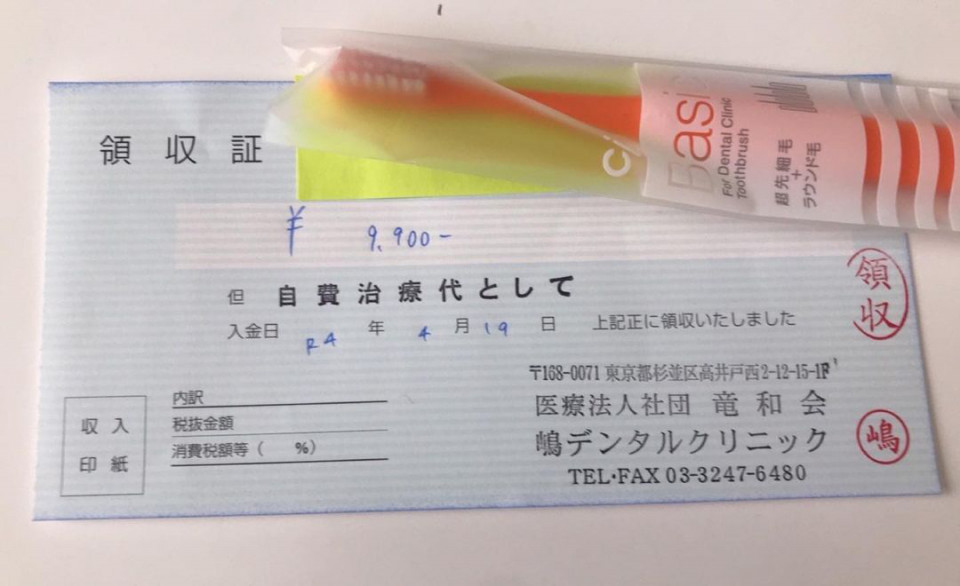 領収証
¥ 9,900-
但 自費治療代として
入金日 R4年 4月 19日 上記正に領収いたしました
領収
〒168-0071 東京都杉並区高井戸西2-12-15-1F
医療法人社団 竜和会
嶋デンタルクリニック
嶋
TEL・FAX 03-3247-6480
収入
印紙
内訳
税抜金額
消費税額等( %)
Ci
Basic
For Dental Clinic
Toothbrush
超先細毛
+
ラウンド毛